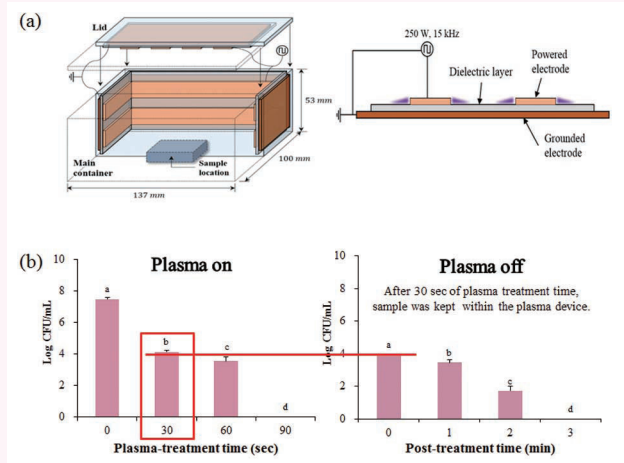 (a)
Lid
Main
container
Sample
location
137 mm
100 mm
53 mm
250 W, 15 kHz
Dielectric layer
Powered
electrode
Grounded
electrode
(b)
Plasma on
Log CFU/mL
10
8
6
4
2
0
a
b
c
d
0 30 60 90
Plasma-treatment time (sec)
Plasma off
After 30 sec of plasma treatment time,
sample was kept within the plasma device.
Log CFU/mL
10
8
6
4
2
0
a
b
c
d
0 1 2 3
Post-treatment time (min)